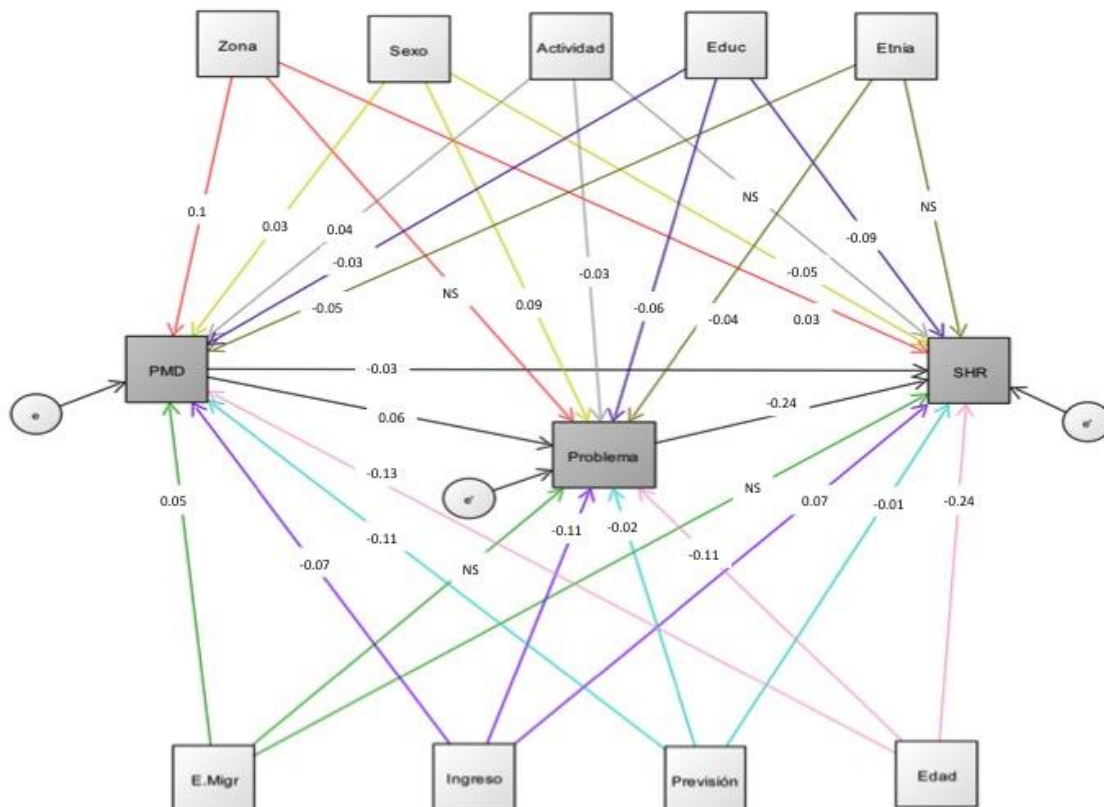 Zona
Sexo
Actividad
Educ
Etnia
NS
NS
0.1
0.03
0.04
-0.03
-0.03
-0.09
-0.05
NS
0.09
-0.06
-0.04
0.03
-0.05
PMD
-0.03
SHR
e
0.06
-0.24
e'
Problema
-0.13
e'
0.05
NS
0.07
-0.01
-0.24
-0.11
-0.11
-0.02
-0.11
-0.07
NS
E.Migr
Ingreso
Previsión
Edad